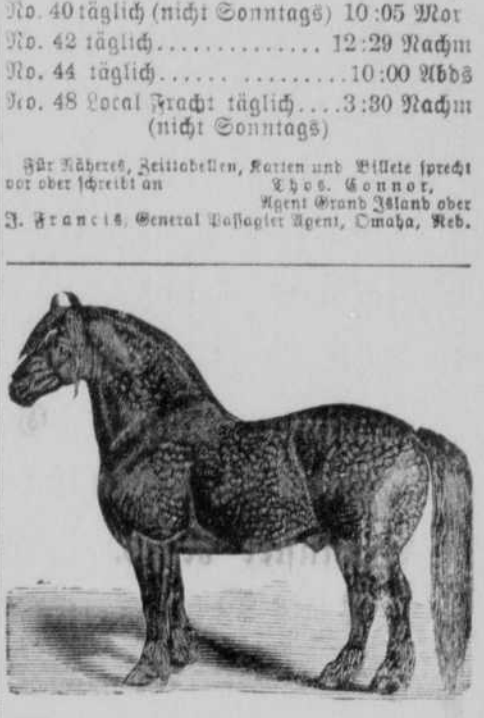 No. 40 täglich (nicht Sonntags) 10:05 Mor
No. 42 täglich.............. 12:29 Nachm
No. 44 täglich...... .........10:00 Abds
No. 48 Local Fracht täglich....3:30 Nachm
(nicht Sonntags)
Für Näheres, Zeittabellen, Karten und Billete sprecht
vor oder schreibt an Thos. Connor,
Agent Grand Island oder
J. Francis, General Passagier Agent, Omaha, Neb.